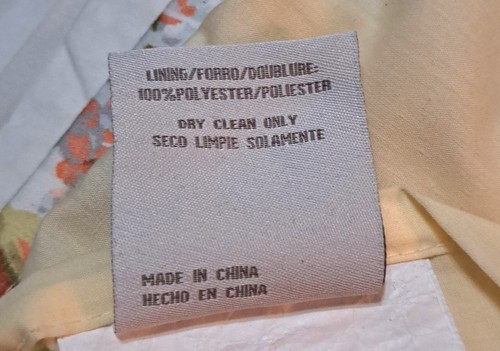 LINING/FORRO/DOUBLURE:
100%POLYESTER/POLIESTER
DRY CLEAN ONLY
SECO LIMPIE SOLAMENTE
MADE IN CHINA
HECHO EN CHINA